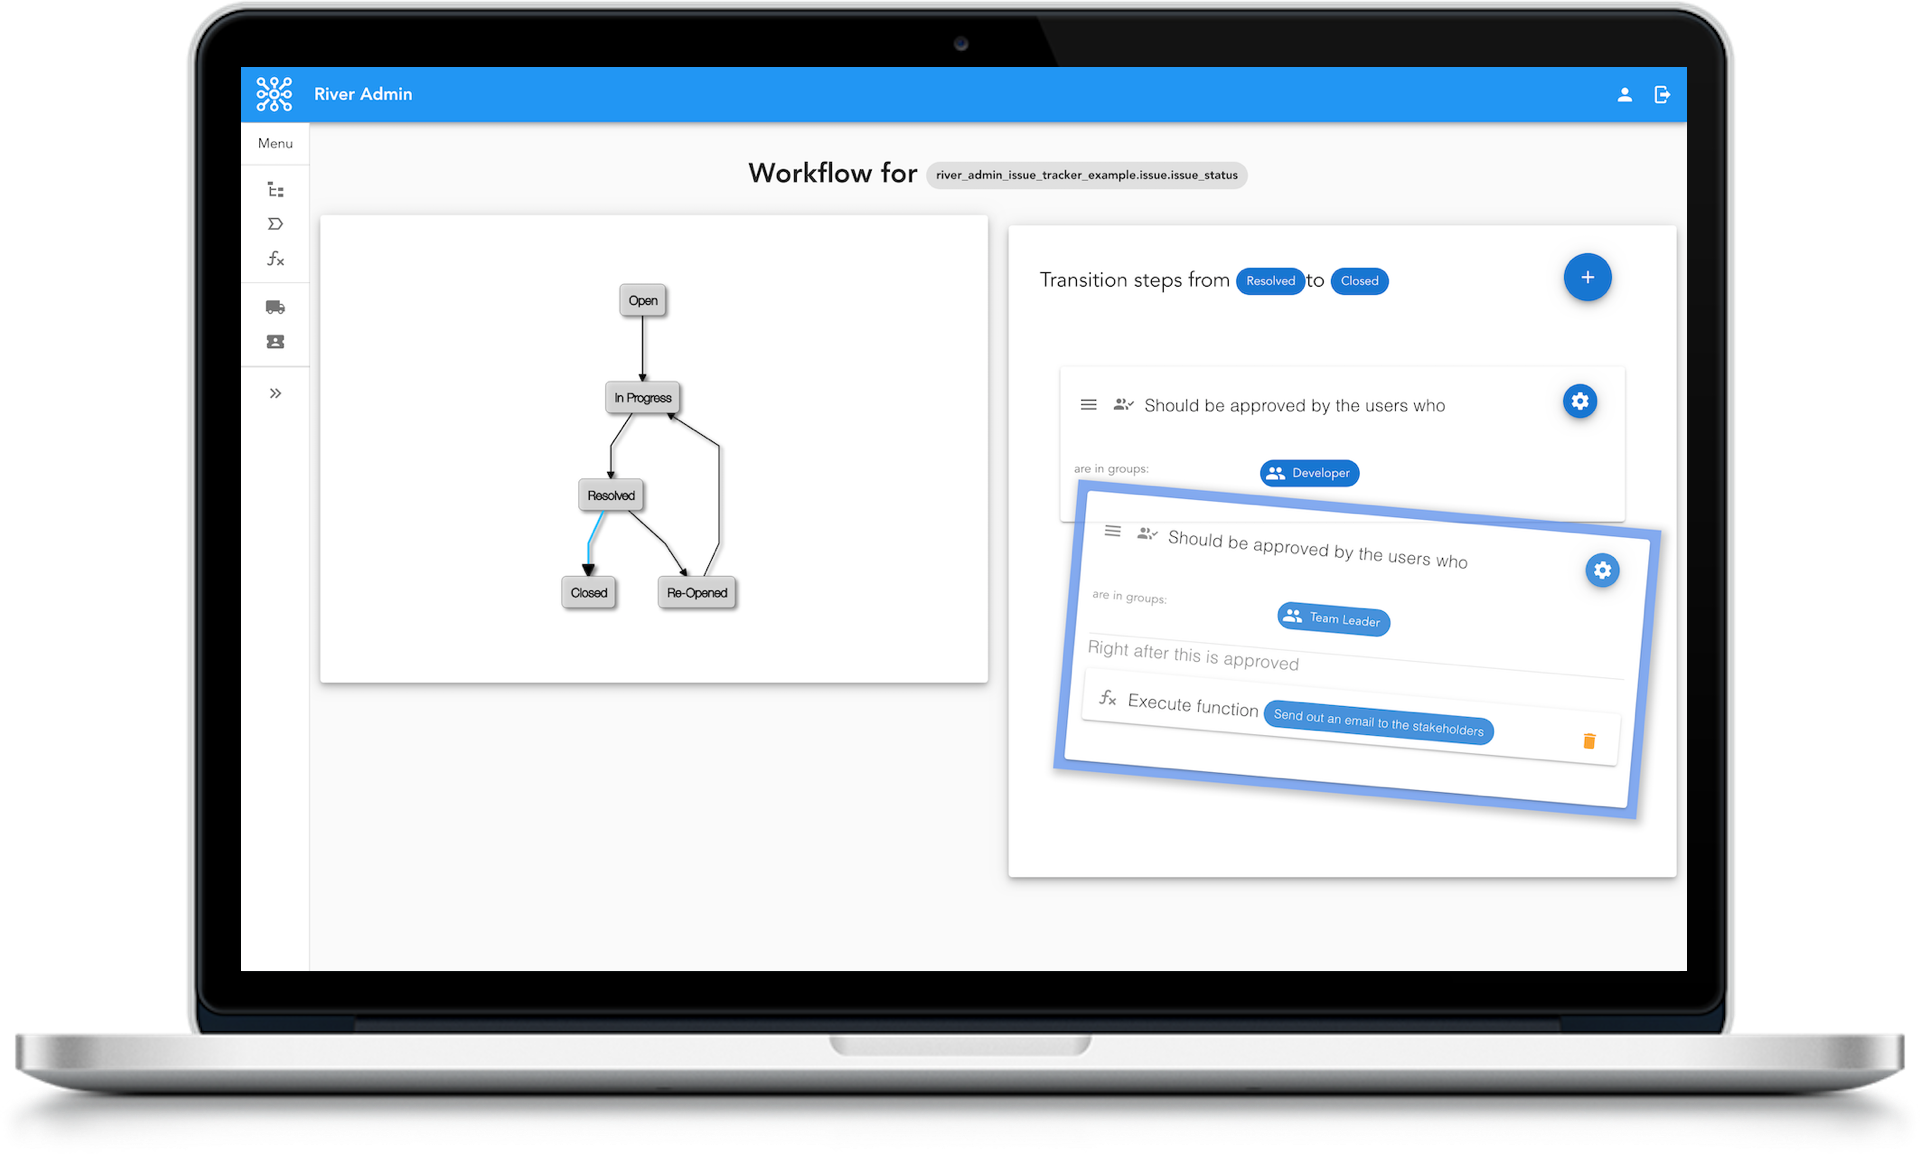 River Admin
Menu
Workflow for river_admin_issue_tracker_example.issue.issue_status
Open
In Progress
Resolved
Closed
Re-Opened
Transition steps from Resolved to Closed
Should be approved by the users who
are in groups:
Developer
Should be approved by the users who
are in groups:
Team Leader
Right after this is approved
fx Execute function Send out an email to the stakeholders